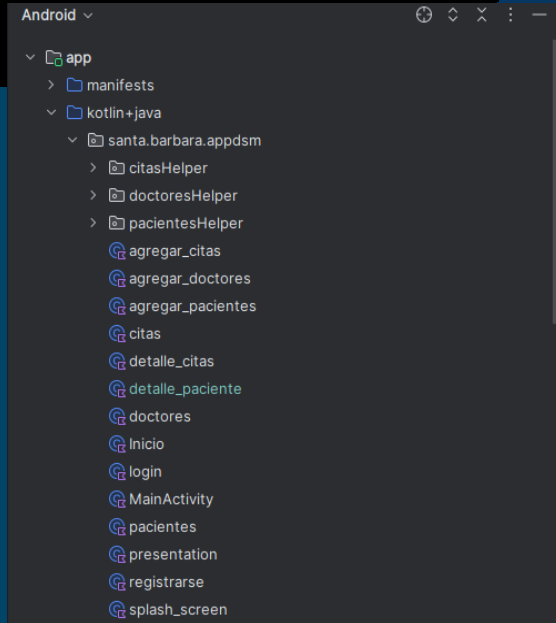 Android
app
manifests
kotlin+java
santa.barbara.appdsm
citasHelper
doctoresHelper
pacientesHelper
agregar_citas
agregar_doctores
agregar_pacientes
citas
detalle_citas
detalle_paciente
doctores
Inicio
login
MainActivity
pacientes
presentation
registrarse
splash_screen